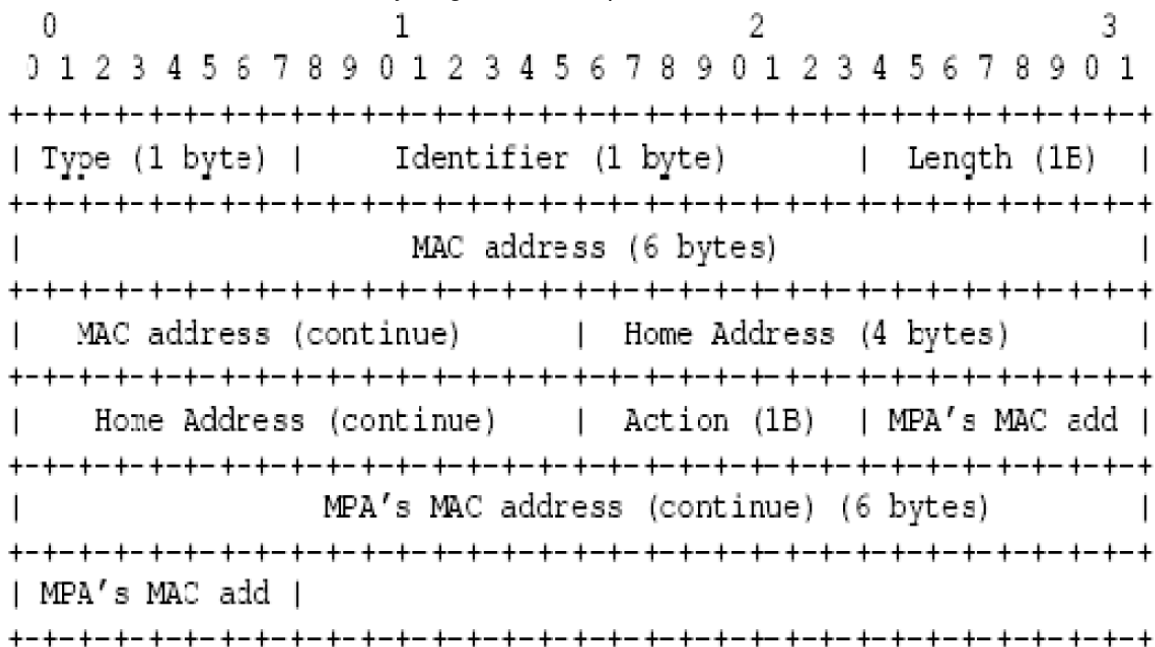 0 1 2 3
0 1 2 3 4 5 6 7 8 9 0 1 2 3 4 5 6 7 8 9 0 1 2 3 4 5 6 7 8 9 0 1
+-+-+-+-+-+-+-+-+-+-+-+-+-+-+-+-+-+-+-+-+-+-+-+-+-+-+-+-+-+-+-+-+
| Type (1 byte) | Identifier (1 byte) | Length (1B) |
+-+-+-+-+-+-+-+-+-+-+-+-+-+-+-+-+-+-+-+-+-+-+-+-+-+-+-+-+-+-+-+-+
| MAC address (6 bytes) |
+-+-+-+-+-+-+-+-+-+-+-+-+-+-+-+-+-+-+-+-+-+-+-+-+-+-+-+-+-+-+-+-+
| MAC address (continue) | Home Address (4 bytes) |
+-+-+-+-+-+-+-+-+-+-+-+-+-+-+-+-+-+-+-+-+-+-+-+-+-+-+-+-+-+-+-+-+
| Home Address (continue) | Action (1B) | MPA's MAC add |
+-+-+-+-+-+-+-+-+-+-+-+-+-+-+-+-+-+-+-+-+-+-+-+-+-+-+-+-+-+-+-+-+
| MPA's MAC address (continue) (6 bytes) |
+-+-+-+-+-+-+-+-+-+-+-+-+-+-+-+-+-+-+-+-+-+-+-+-+-+-+-+-+-+-+-+-+
| MPA's MAC add |
+-+-+-+-+-+-+-+-+-+-+-+-+-+-+-+-+-+-+-+-+-+-+-+-+-+-+-+-+-+-+-+-+